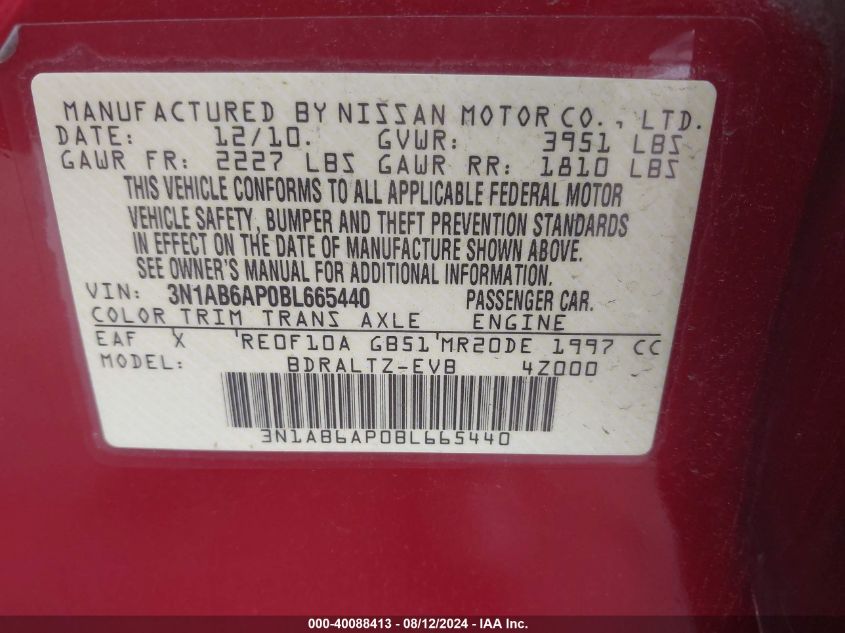 MANUFACTURED BY NISSAN MOTOR CO., LTD.
DATE: 12/10. GVWR: 3951 LBS
GAWR FR: 2227 LBS GAWR RR: 1810 LBS
THIS VEHICLE CONFORMS TO ALL APPLICABLE FEDERAL MOTOR
VEHICLE SAFETY, BUMPER AND THEFT PREVENTION STANDARDS
IN EFFECT ON THE DATE OF MANUFACTURE SHOWN ABOVE.
SEE OWNER'S MANUAL FOR ADDITIONAL INFORMATION.
VIN: 3N1AB6AP0BL665440 PASSENGER CAR.
COLOR TRIM TRANS AXLE ENGINE
EAF X 'RE0F10A GB51'MR20DE 1997 CC
MODEL: BDRALTZ-EVB 4Z000
3N1AB6AP0BL665440
000-40088413 - 08/12/2024 - IAA Inc.